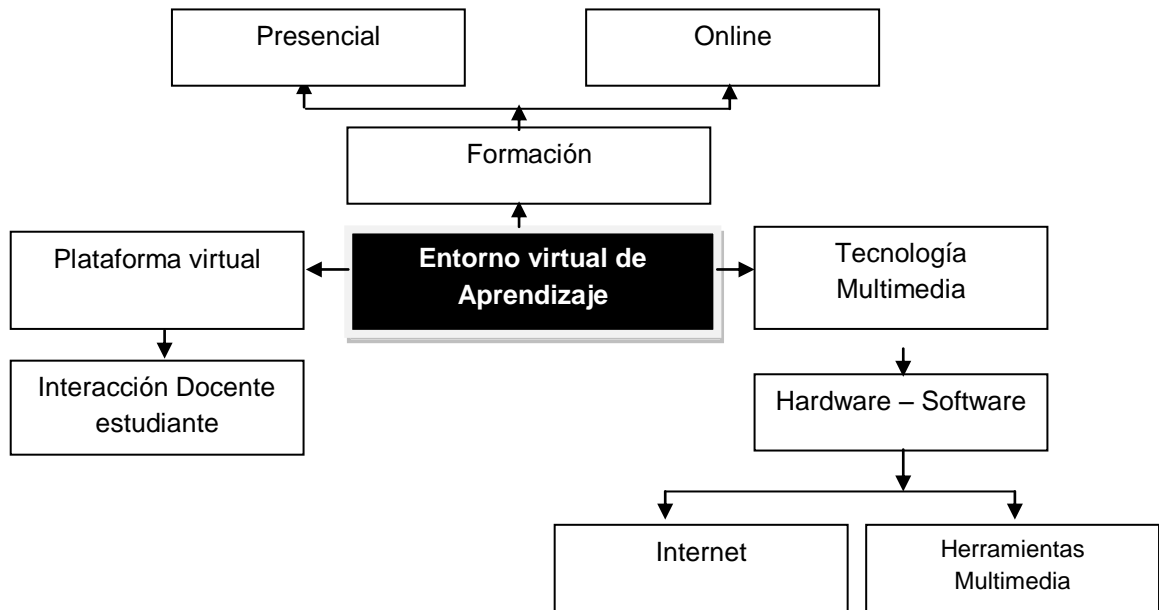 Presencial
Online
Formación
Plataforma virtual
Entorno virtual de
Aprendizaje
Tecnología
Multimedia
Interacción Docente
estudiante
Hardware – Software
Internet
Herramientas
Multimedia